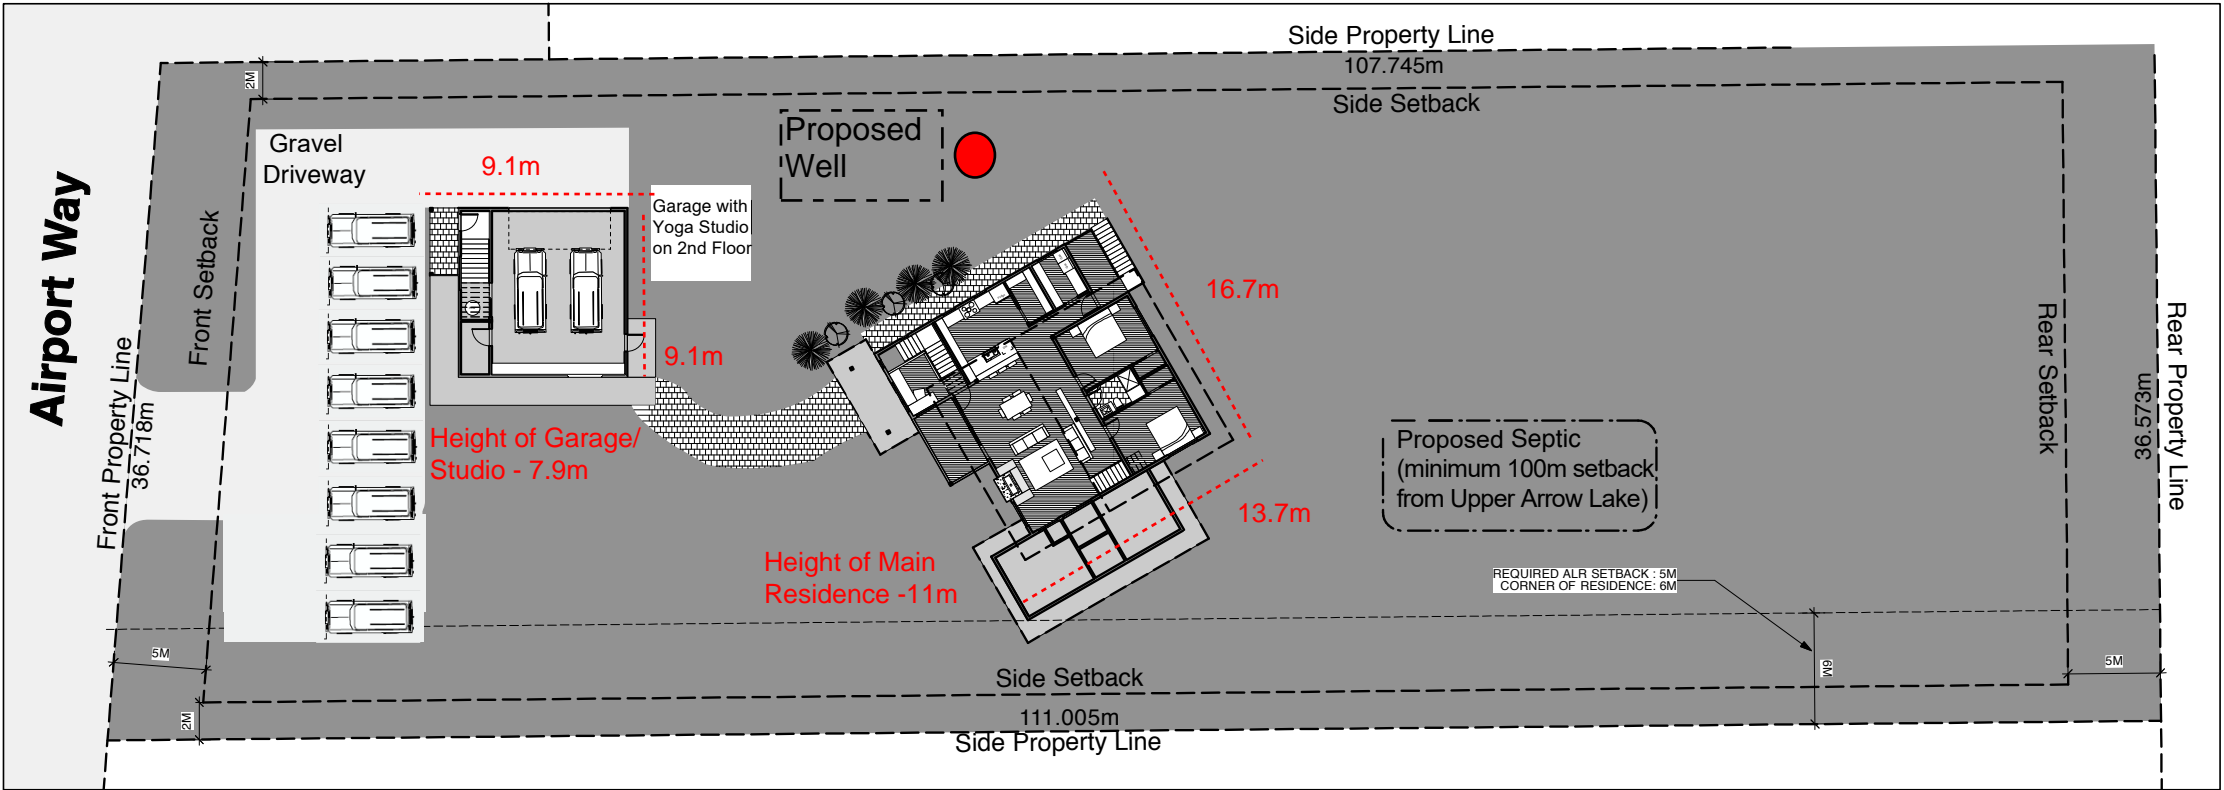 Side Property Line
107.745m
Side Setback
2M
Gravel
Driveway
9.1m
Proposed
Well
Garage with
Yoga Studio
on 2nd Floor
Airport Way
Front Setback
Front Property Line
36.718m
9.1m
16.7m
Height of Garage/
Studio - 7.9m
13.7m
Height of Main
Residence -11m
Proposed Septic
(minimum 100m setback
from Upper Arrow Lake)
Rear Setback
36.573m
Rear Property Line
REQUIRED ALR SETBACK : 5M
CORNER OF RESIDENCE: 6M
5M
6M
5M
2M
Side Setback
111.005m
Side Property Line